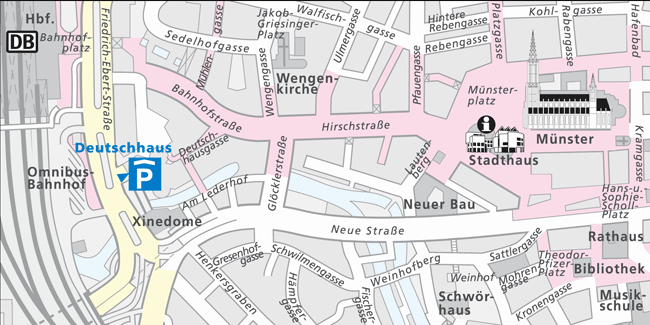 Hbf.
DB
Bahnhof-
platz
Friedrich-Ebert-Straße
Sedelhofgasse
Mühlen-
gasse
Jakob-
Griesinger-
Platz
Walfisch-
gasse
Ulmergasse
Wengengasse
Wengen-
kirche
Hintere
Rebengasse
Rebengasse
Pfauengasse
Platzgasse
Kohl-
gasse
Rabengasse
Hafenbad
Münster-
platz
Münster
Kramgasse
Bahnhofstraße
Hirschstraße
Deutschhaus
P
Deutsch-
hausgasse
Glöcklerstraße
Lauten-
berg
i
Stadthaus
Omnibus-
Bahnhof
Am Lederhof
Xinedome
Neuer Bau
Hans-u.-
Sophie-
Scholl-
Platz
Neue Straße
Rathaus
Sattlergasse
Theodor-
Pfizer-
Platz
Bibliothek
Gresenhof-
gasse
Schwilmengasse
Weinhofberg
Weinhof
Mohren-
gasse
Henkersgraben
Hämpfer-
gasse
Fischer-
gasse
Schwör-
haus
Kronengasse
Musik-
schule